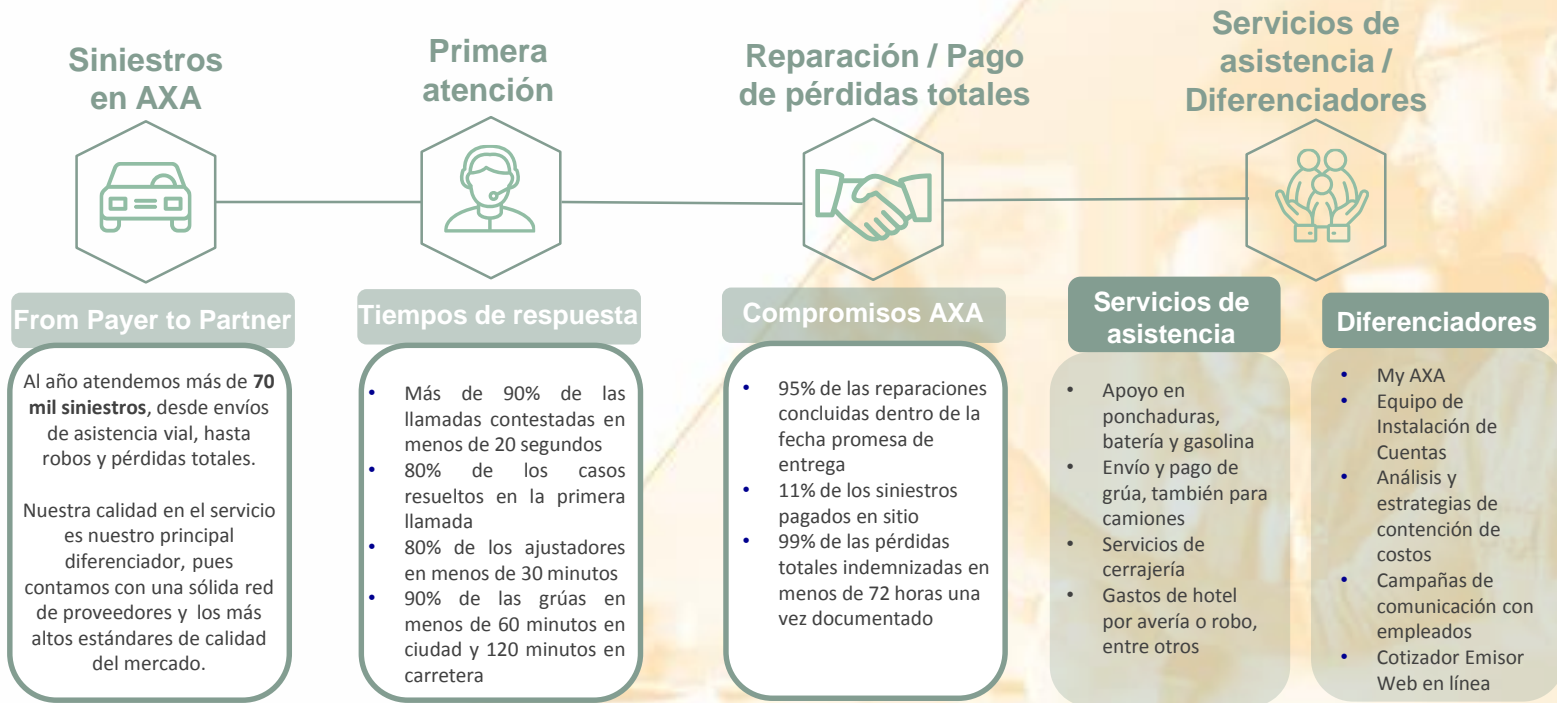 Siniestros
en AXA
Primera
atención
Reparación / Pago
de pérdidas totales
Servicios de
asistencia /
Diferenciadores
From Payer to Partner
Al año atendemos más de 70
mil siniestros, desde envíos
de asistencia vial, hasta
robos y pérdidas totales.
Nuestra calidad en el servicio
es nuestro principal
diferenciador, pues
contamos con una sólida red
de proveedores y los más
altos estándares de calidad
del mercado.
Tiempos de respuesta
• Más de 90% de las
llamadas contestadas en
menos de 20 segundos
• 80% de los casos
resueltos en la primera
llamada
• 80% de los ajustadores
en menos de 30 minutos
• 90% de las grúas en
menos de 60 minutos en
ciudad y 120 minutos en
carretera
Compromisos AXA
• 95% de las reparaciones
concluidas dentro de la
fecha promesa de
entrega
• 11% de los siniestros
pagados en sitio
• 99% de las pérdidas
totales indemnizadas en
menos de 72 horas una
vez documentado
Servicios de
asistencia
• Apoyo en
ponchaduras,
batería y gasolina
• Envío y pago de
grúa, también para
camiones
• Servicios de
cerrajería
• Gastos de hotel
por avería o robo,
entre otros
Diferenciadores
• My AXA
• Equipo de
Instalación de
Cuentas
• Análisis y
estrategias de
contención de
costos
• Campañas de
comunicación con
empleados
• Cotizador Emisor
Web en línea